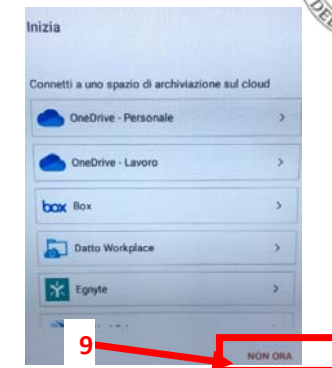 Inizia
Connetti a uno spazio di archiviazione sul cloud
OneDrive - Personale
OneDrive - Lavoro
box Box
Datto Workplace
Egnyte
9
NON ORA